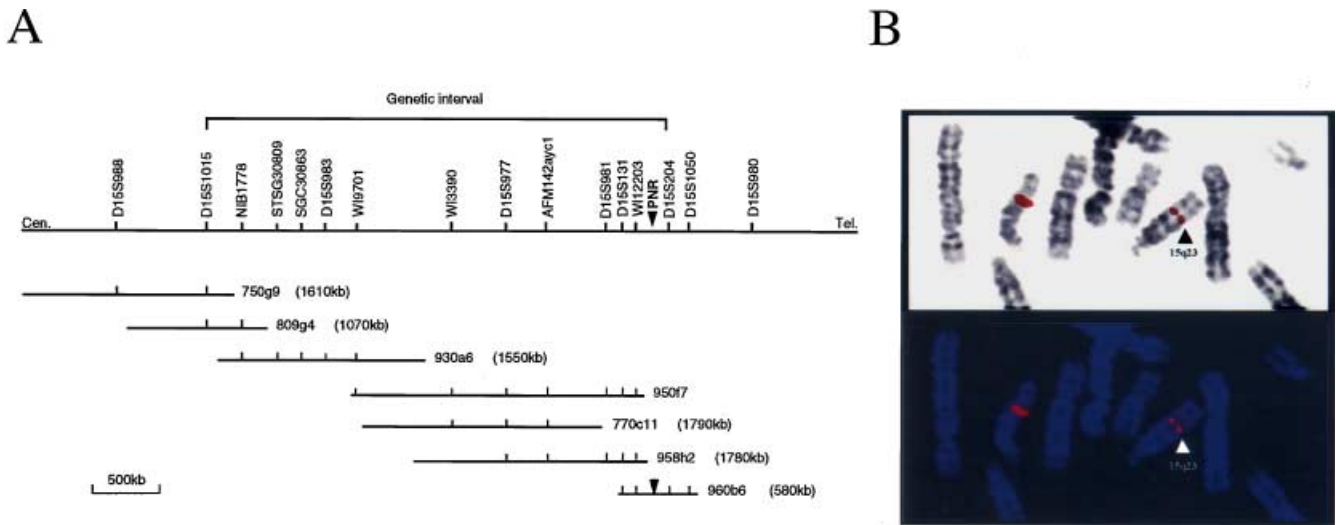 A
B
Genetic interval
D15S988
D15S1015
NIB1778
STSG30809
SGC30863
D15S983
WI9701
WI3390
D15S977
AFM142ayc1
D15S981
D15S131
WI12203
PNR
D15S204
D15S1050
D15S980
Cen.
Tel.
750g9 (1610kb)
809g4 (1070kb)
930a6 (1550kb)
950f7
770c11 (1790kb)
958h2 (1780kb)
960b6 (580kb)
500kb
15q23
15q23